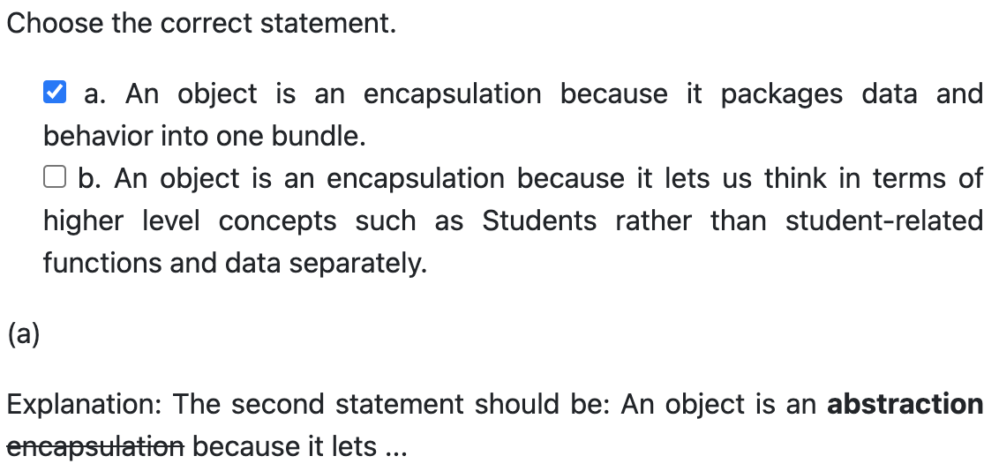 Choose the correct statement.
a. An object is an encapsulation because it packages data and
behavior into one bundle.
b. An object is an encapsulation because it lets us think in terms of
higher level concepts such as Students rather than student-related
functions and data separately.
(a)
Explanation: The second statement should be: An object is an abstraction
encapsulation because it lets ...